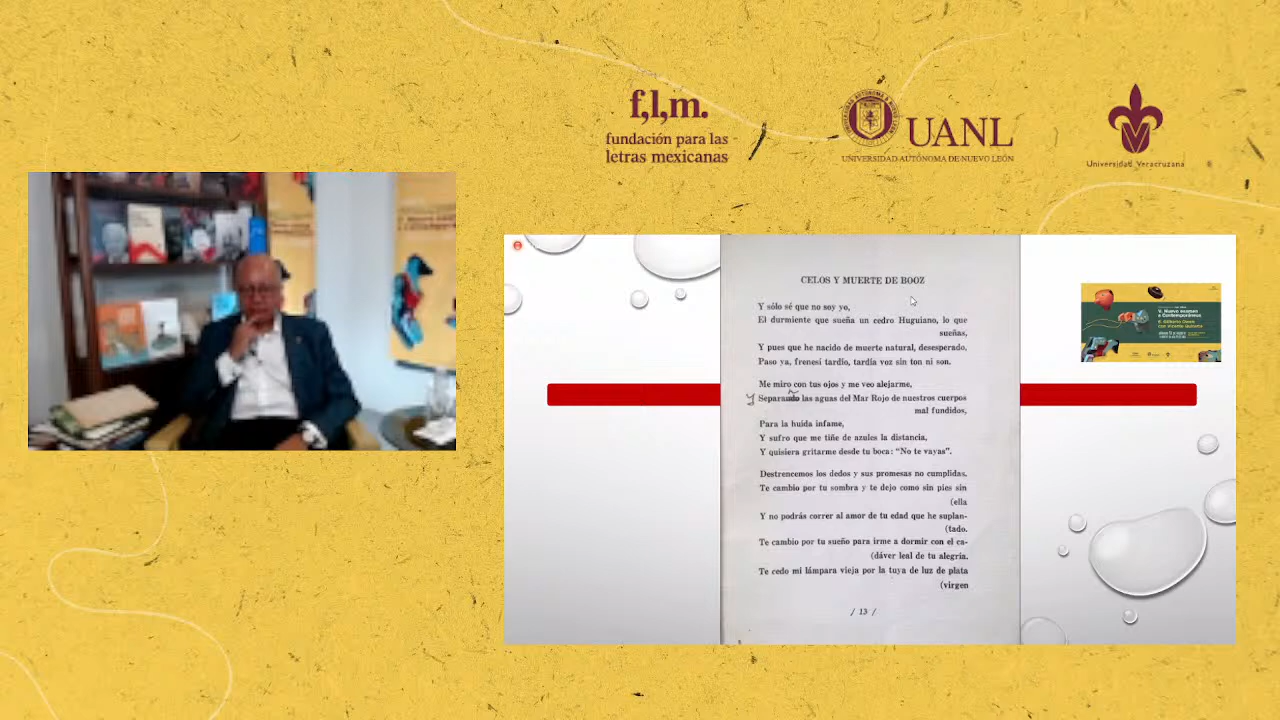 f,l,m.
fundación para las
letras mexicanas
UANL
UNIVERSIDAD AUTÓNOMA DE NUEVO LEÓN
Universidad Veracruzana
CELOS Y MUERTE DE BOOZ
Y sólo sé que no soy yo,
El durmiente que sueña un cedro Huguiano, lo que
sueñas,
Y pues que he nacido de muerte natural, desesperado,
Paso ya, frenesí tardío, tardía voz sin ton ni son.
Me miro con tus ojos y me veo alejarme,
Y Separando las aguas del Mar Rojo de nuestros cuerpos
mal fundidos,
Para la huida infame,
Y sufro que me tiñe de azules la distancia,
Y quisiera gritarme desde tu boca: “No te vayas”.
Destrencemos los dedos y sus promesas no cumplidas.
Te cambio por tu sombra y te dejo como sin pies sin
(ella
Y no podrás correr al amor de tu edad que he suplan-
(tado.
Te cambio por tu sueño para irme a dormir con el ca-
(dáver leal de tu alegría.
Te cedo mi lámpara vieja por la tuya de luz de plata
(virgen
/ 13 /